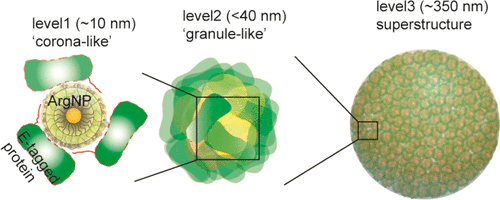 level1 (~10 nm)
‘corona-like’
level2 (<40 nm)
‘granule-like’
level3 (~350 nm)
superstructure
ArgNP
E-tagged
protein